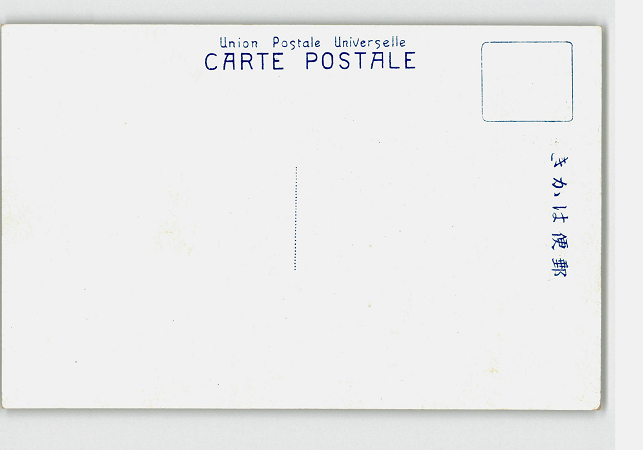 Union Postale Universelle
CARTE POSTALE
郵便はかき